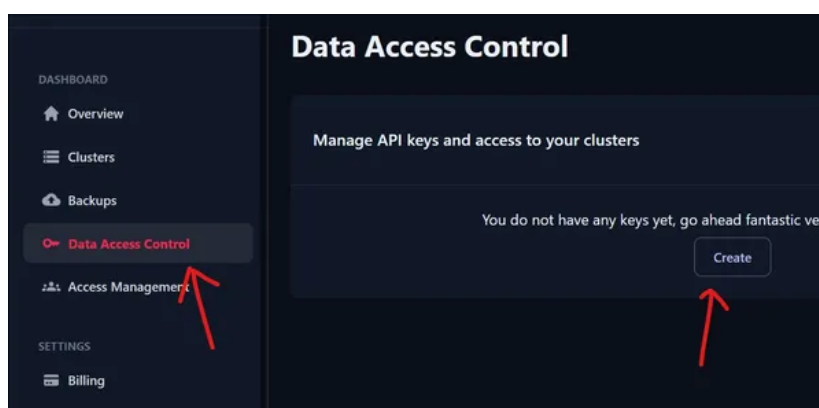 Data Access Control
DASHBOARD
Overview
Clusters
Manage API keys and access to your clusters
Backups
You do not have any keys yet, go ahead fantastic ve
Data Access Control
Create
Access Management
SETTINGS
Billing